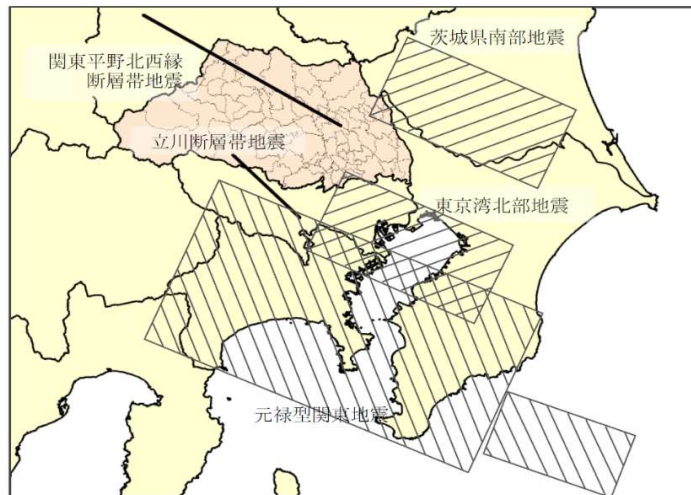 茨城県南部地震
関東平野北西縁
断層帯地震
立川断層帯地震
東京湾北部地震
元禄型関東地震